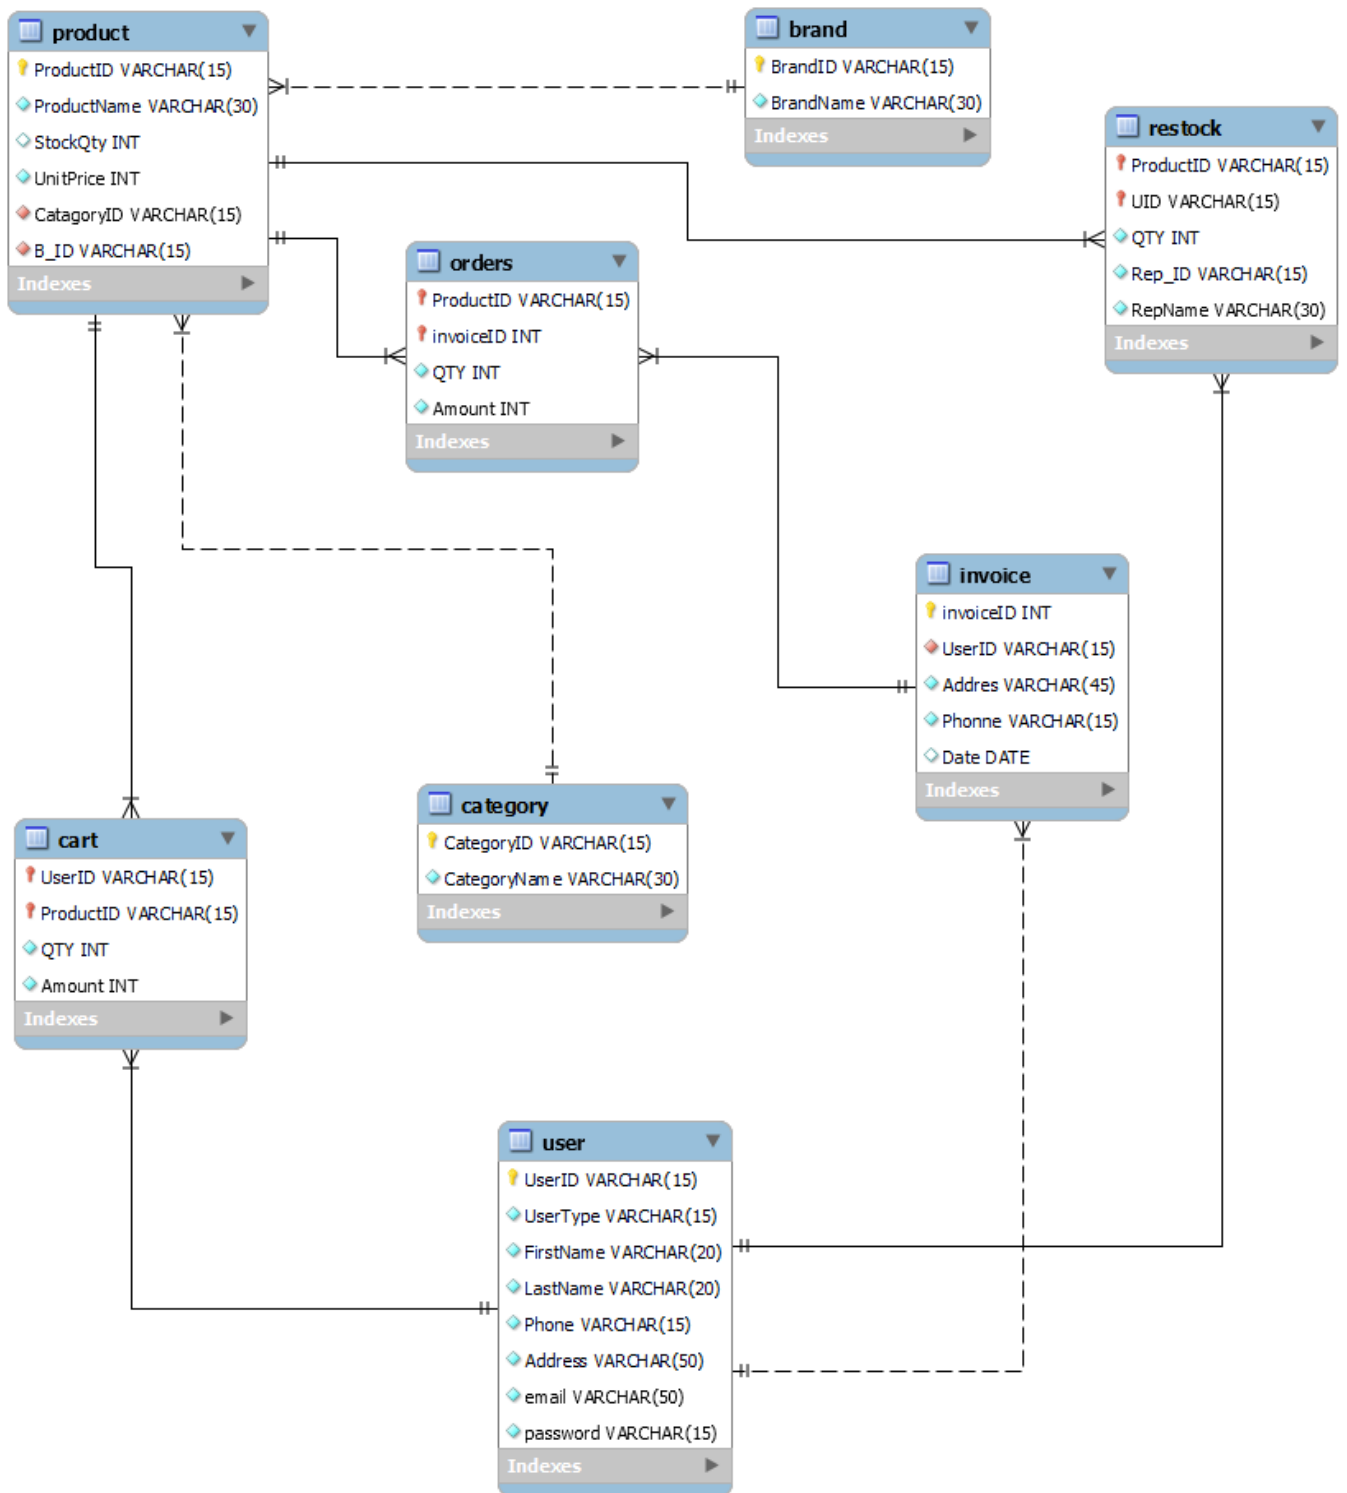 product
ProductID VARCHAR(15)
ProductName VARCHAR(30)
StockQty INT
UnitPrice INT
CatagoryID VARCHAR(15)
B_ID VARCHAR(15)
Indexes
brand
BrandID VARCHAR(15)
BrandName VARCHAR(30)
Indexes
restock
ProductID VARCHAR(15)
UID VARCHAR(15)
QTY INT
Rep_ID VARCHAR(15)
RepName VARCHAR(30)
Indexes
orders
ProductID VARCHAR(15)
invoiceID INT
QTY INT
Amount INT
Indexes
invoice
invoiceID INT
UserID VARCHAR(15)
Addres VARCHAR(45)
Phonne VARCHAR(15)
Date DATE
Indexes
category
CategoryID VARCHAR(15)
CategoryName VARCHAR(30)
Indexes
cart
UserID VARCHAR(15)
ProductID VARCHAR(15)
QTY INT
Amount INT
Indexes
user
UserID VARCHAR(15)
UserType VARCHAR(15)
FirstName VARCHAR(20)
LastName VARCHAR(20)
Phone VARCHAR(15)
Address VARCHAR(50)
email VARCHAR(50)
password VARCHAR(15)
Indexes